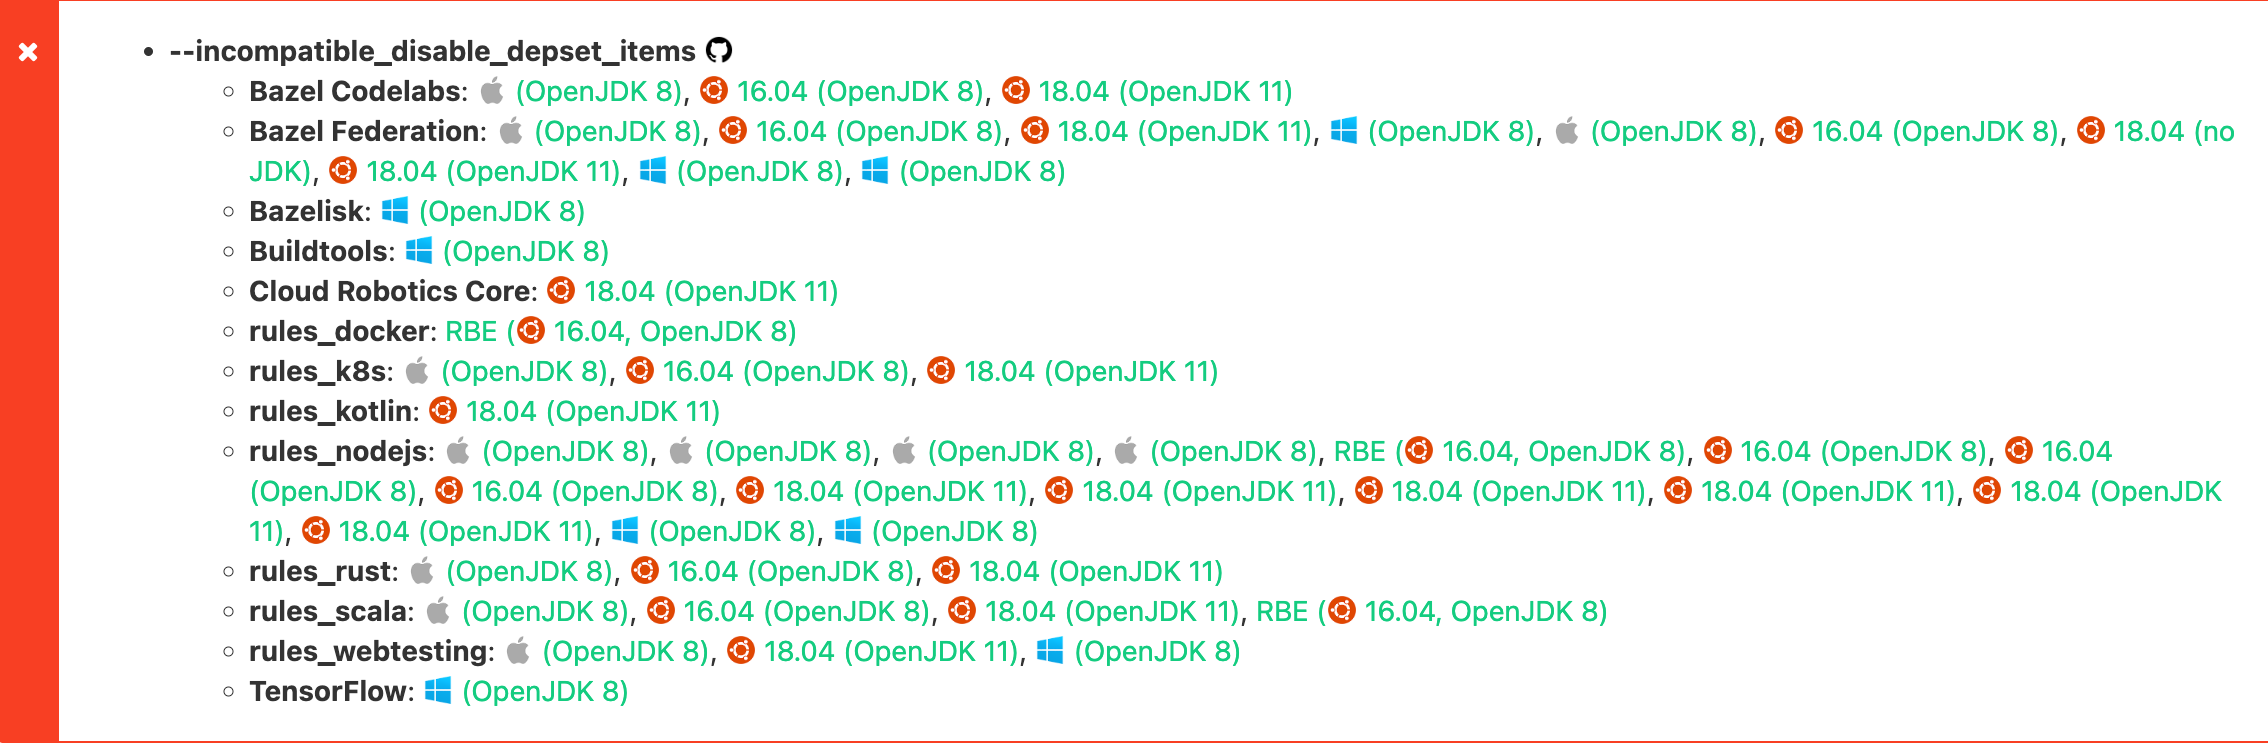 --incompatible_disable_depset_items
Bazel Codelabs: (OpenJDK 8), 16.04 (OpenJDK 8), 18.04 (OpenJDK 11)
Bazel Federation: (OpenJDK 8), 16.04 (OpenJDK 8), 18.04 (OpenJDK 11), (OpenJDK 8), (OpenJDK 8), 16.04 (OpenJDK 8), 18.04 (no
JDK), 18.04 (OpenJDK 11), (OpenJDK 8), (OpenJDK 8)
Bazelisk: (OpenJDK 8)
Buildtools: (OpenJDK 8)
Cloud Robotics Core: 18.04 (OpenJDK 11)
rules_docker: RBE (16.04, OpenJDK 8)
rules_k8s: (OpenJDK 8), 16.04 (OpenJDK 8), 18.04 (OpenJDK 11)
rules_kotlin: 18.04 (OpenJDK 11)
rules_nodejs: (OpenJDK 8), (OpenJDK 8), (OpenJDK 8), (OpenJDK 8), RBE (16.04, OpenJDK 8), 16.04 (OpenJDK 8), 16.04
(OpenJDK 8), 16.04 (OpenJDK 8), 18.04 (OpenJDK 11), 18.04 (OpenJDK 11), 18.04 (OpenJDK 11), 18.04 (OpenJDK 11), 18.04 (OpenJDK
11), 18.04 (OpenJDK 11), (OpenJDK 8), (OpenJDK 8)
rules_rust: (OpenJDK 8), 16.04 (OpenJDK 8), 18.04 (OpenJDK 11)
rules_scala: (OpenJDK 8), 16.04 (OpenJDK 8), 18.04 (OpenJDK 11), RBE (16.04, OpenJDK 8)
rules_webtesting: (OpenJDK 8), 18.04 (OpenJDK 11), (OpenJDK 8)
TensorFlow: (OpenJDK 8)